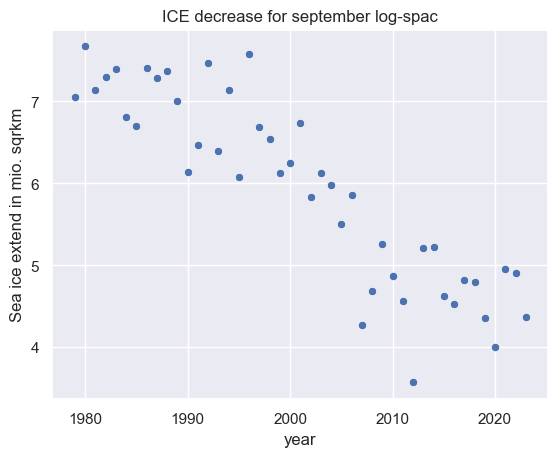 ICE decrease for september log-spac
Sea ice extend in mio. sqrkm
7
6
5
4
1980 1990 2000 2010 2020
year